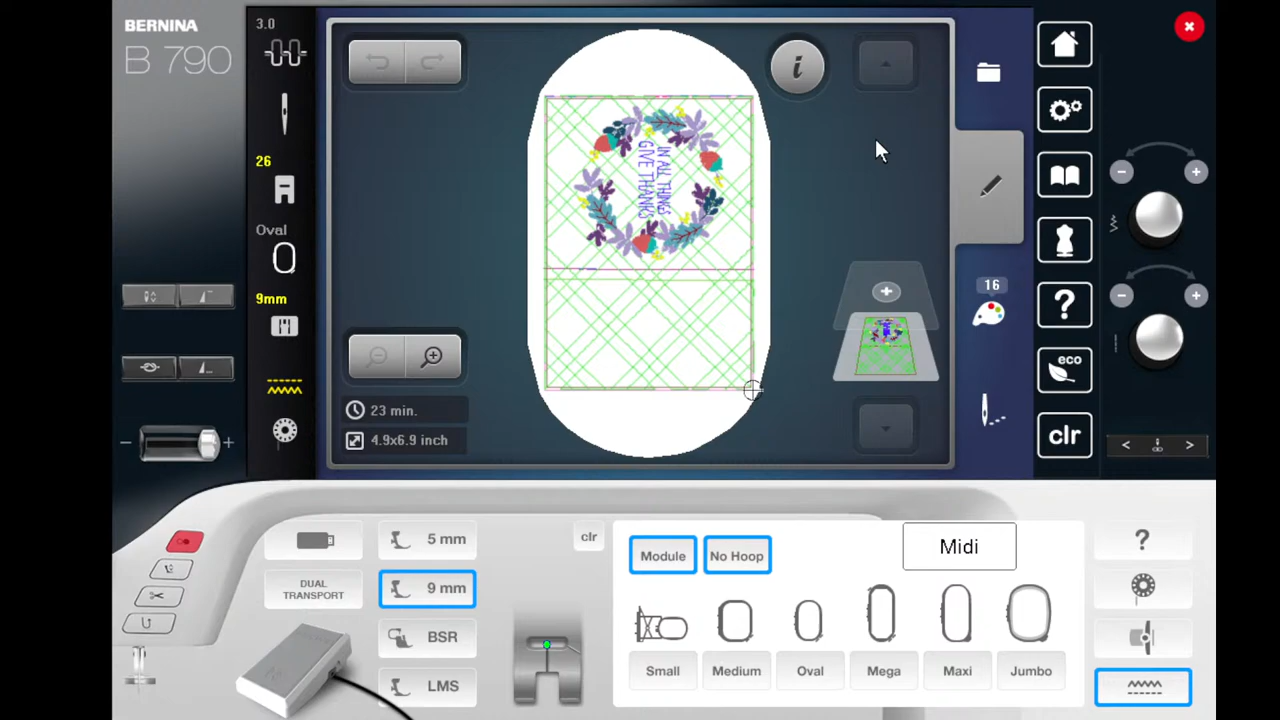 BERNINA
B 790
3.0
26
Oval
9mm
i
IN ALL THINGS
GIVE THANKS
23 min.
4.9x6.9 inch
16
?
eco
clr
5 mm
DUAL
TRANSPORT
9 mm
BSR
LMS
clr
Module
No Hoop
Midi
Small
Medium
Oval
Mega
Maxi
Jumbo
?